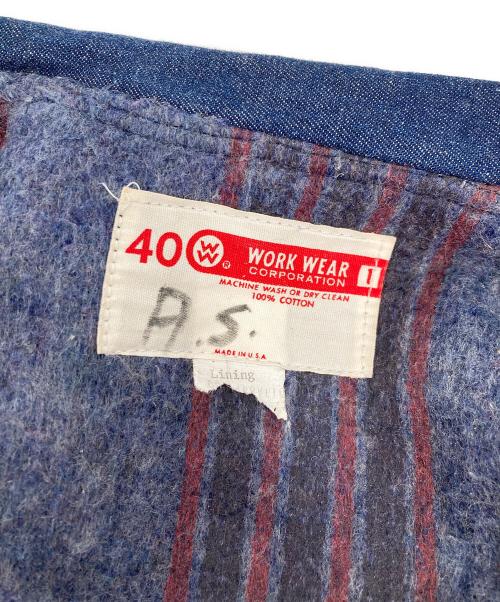 40 WW® WORK WEAR
CORPORATION
MACHINE WASH OR DRY CLEAN
100% COTTON
A.S.
MADE IN U.S.A
Lining